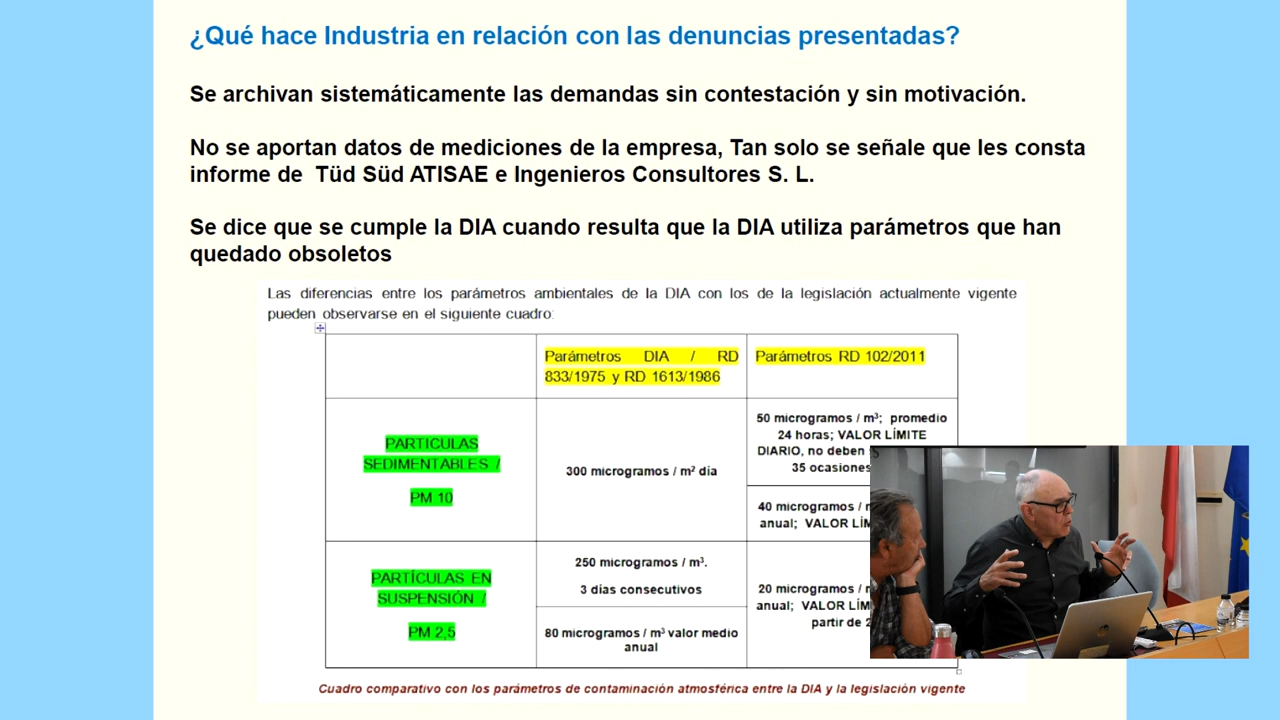 ¿Qué hace Industria en relación con las denuncias presentadas?
Se archivan sistemáticamente las demandas sin contestación y sin motivación.
No se aportan datos de mediciones de la empresa, Tan solo se señale que les consta
informe de Tüd Süd ATISAE e Ingenieros Consultores S. L.
Se dice que se cumple la DIA cuando resulta que la DIA utiliza parámetros que han
quedado obsoletos
Las diferencias entre los parámetros ambientales de la DIA con los de la legislación actualmente vigente
pueden observarse en el siguiente cuadro:
Parámetros DIA / RD
833/1975 y RD 1613/1986
Parámetros RD 102/2011
PARTICULAS
SEDIMENTABLES /
PM 10
300 microgramos / m² día
50 microgramos / m³; promedio
24 horas; VALOR LÍMITE
DIARIO, no deben
35 ocasiones
40 microgramos /
anual; VALOR
PARTÍCULAS EN
SUSPENSIÓN /
PM 2,5
250 microgramos / m³.
3 días consecutivos
80 microgramos / m³ valor medio
anual
20 microgramos /
anual; VALOR
partir de
Cuadro comparativo con los parámetros de contaminación atmosférica entre la DIA y la legislación vigente